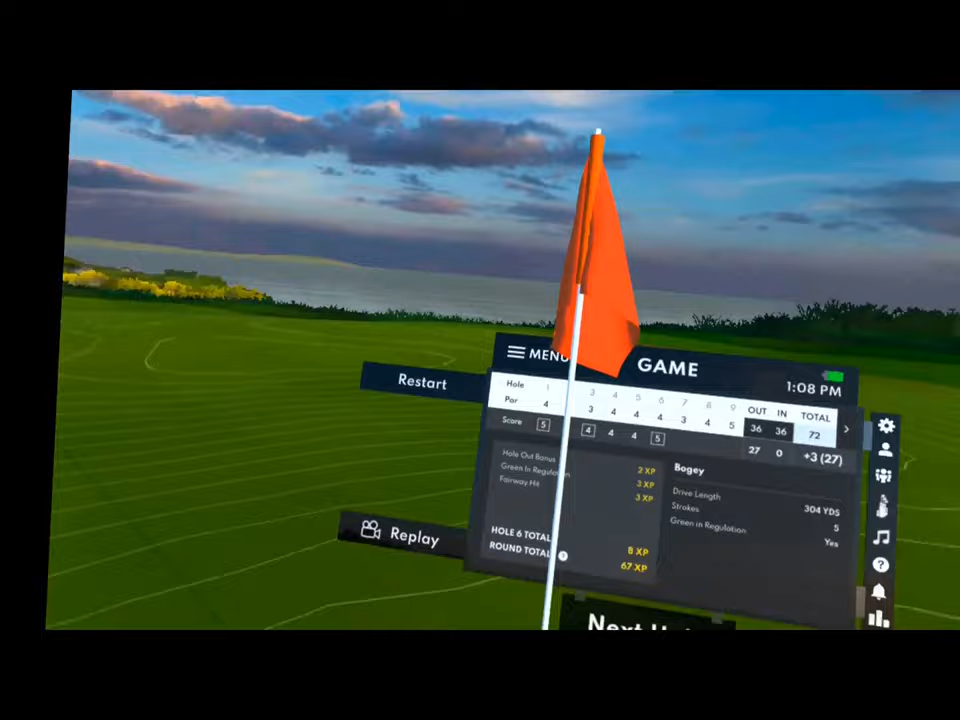 MENU GAME 1:08 PM
Restart
Hole 1 3 4 5 6 7 8 9 OUT IN TOTAL
Par 4 3 4 4 4 3 4 5 36 36 72
Score 5 4 4 4 5 27 0 +3 (27)
Hole Out Bonus 2 XP
Green In Regulation 3 XP
Fairway Hit 3 XP
HOLE 6 TOTAL 8 XP
ROUND TOTAL ? 67 XP
Bogey
Drive Length 304 YDS
Strokes 5
Green in Regulation Yes
Replay
Next